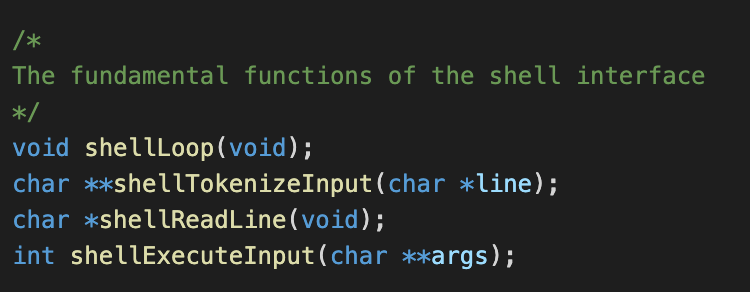 /*
The fundamental functions of the shell interface
*/
void shellLoop(void);
char **shellTokenizeInput(char *line);
char *shellReadLine(void);
int shellExecuteInput(char **args);